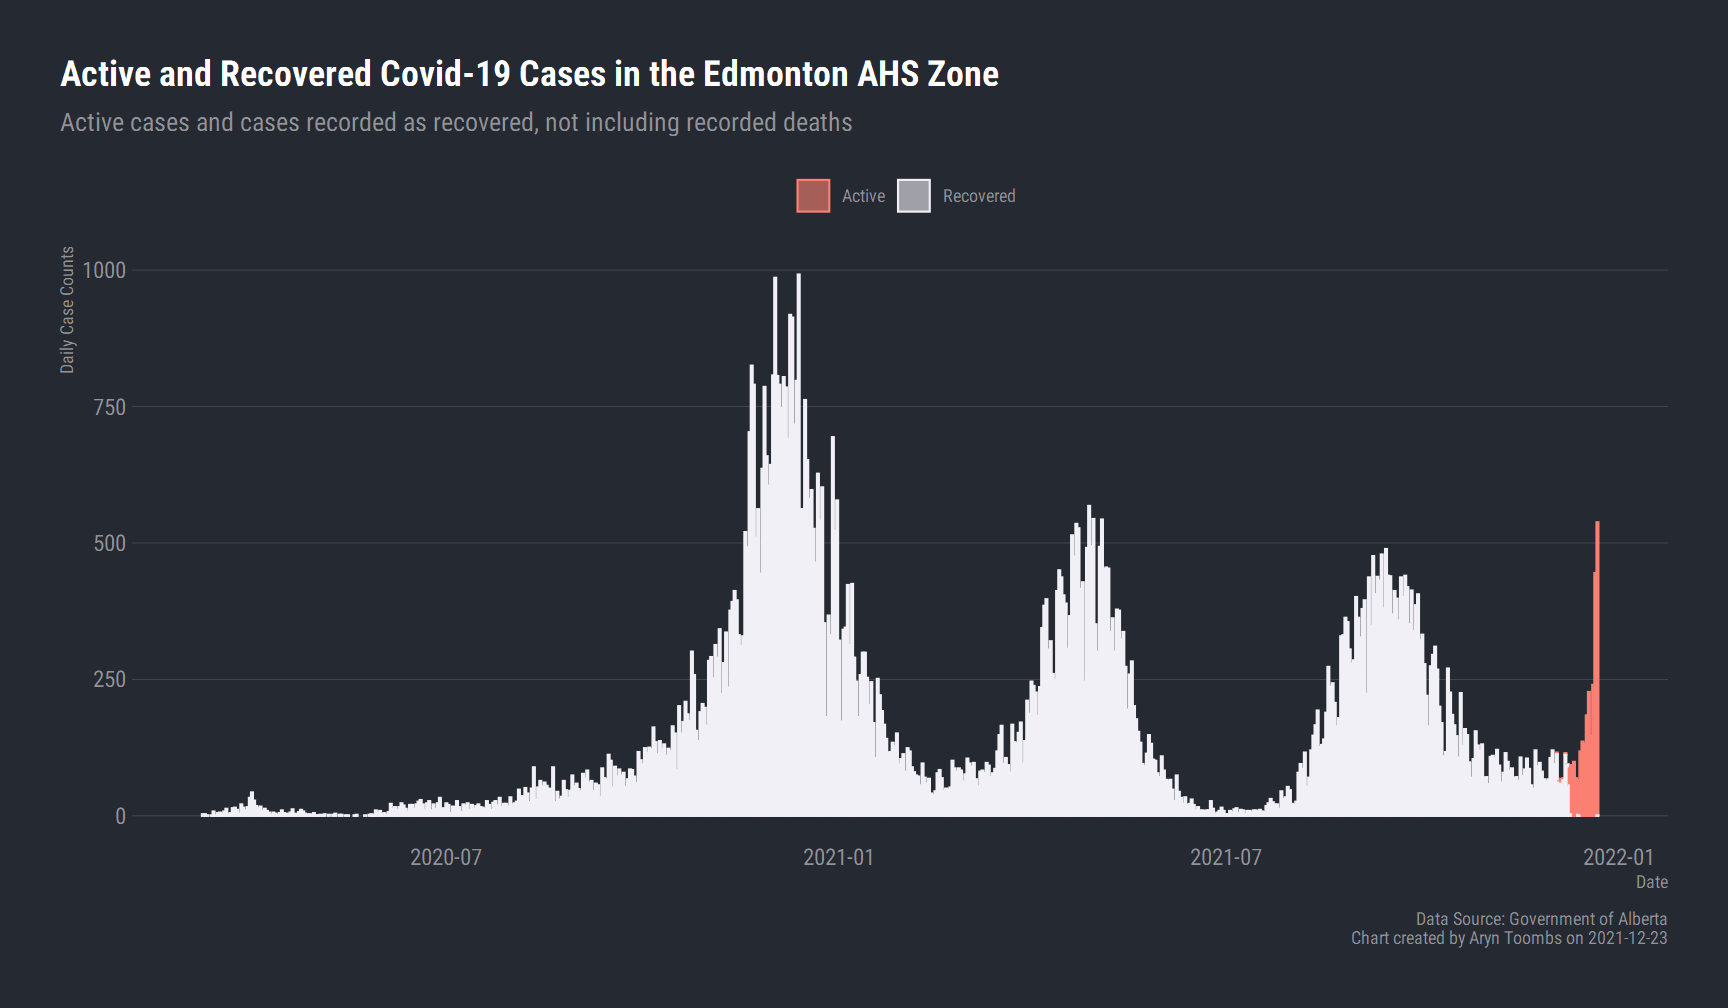 Active and Recovered Covid-19 Cases in the Edmonton AHS Zone
Active cases and cases recorded as recovered, not including recorded deaths
Active
Recovered
Daily Case Counts
1000
750
500
250
0
2020-07
2021-01
2021-07
2022-01
Date
Data Source: Government of Alberta
Chart created by Aryn Toombs on 2021-12-23